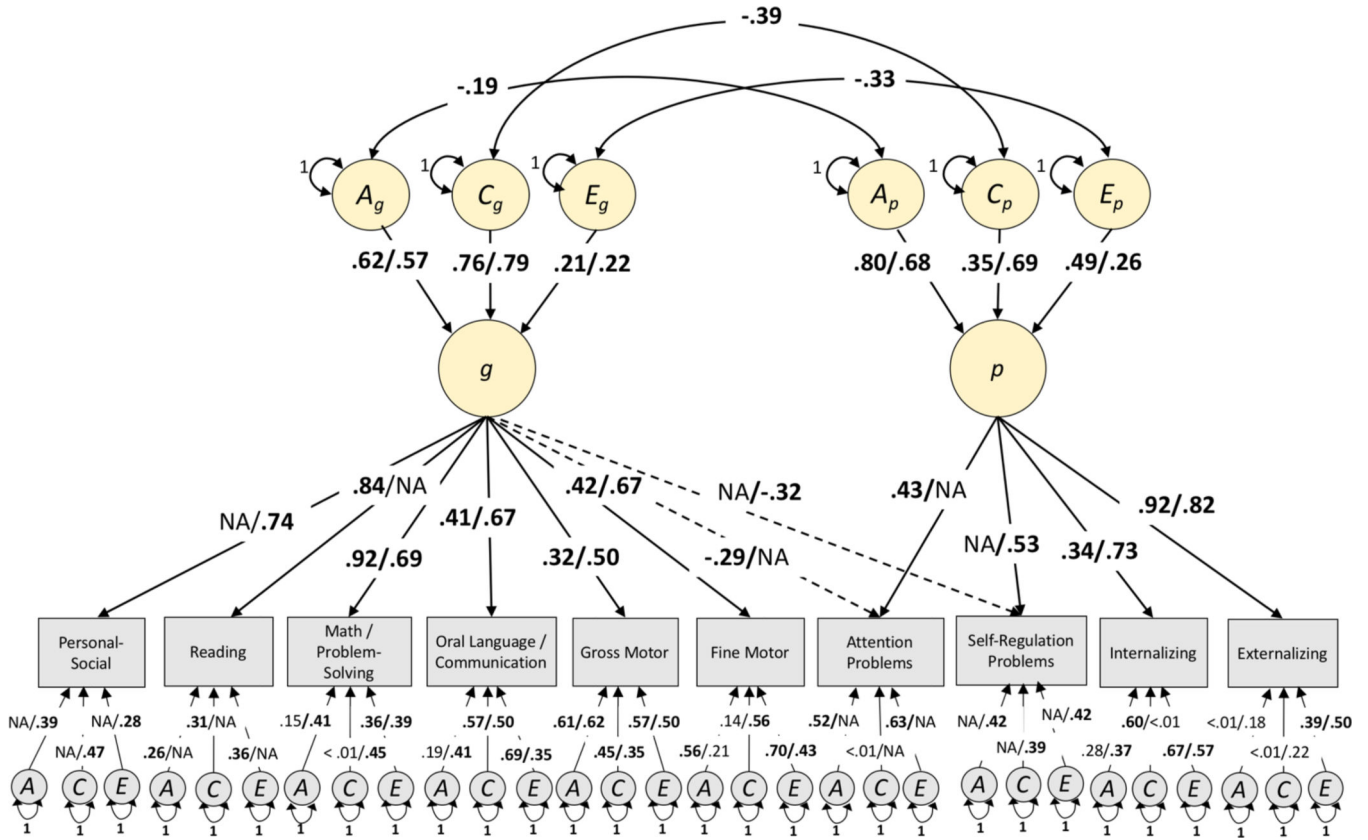 -.39
-.19 -.33
1 1 1 1 1 1
Ag Cg Eg Ap Cp Ep
.62/.57 .76/.79 .21/.22 .80/.68 .35/.69 .49/.26
g p
.84/NA .42/.67 NA/-.32 .43/NA .92/.82
NA/.74 .41/.67
.92/.69 .32/.50 -.29/NA NA/.53 .34/.73
Personal-
Social
Reading
Math /
Problem-
Solving
Oral Language /
Communication
Gross Motor
Fine Motor
Attention
Problems
Self-Regulation
Problems
Internalizing
Externalizing
NA/.39 NA/.28 .31/NA .15/.41 .36/.39 .57/.50 .61/.62 .57/.50 .14/.56 .52/NA .63/NA NA/.42 NA/.42 .60/<.01 <.01/.18 .39/.50
NA/.47 .26/NA .36/NA <.01/.45 .19/.41 .69/.35 .45/.35 .56/.21 .70/.43 <.01/NA NA/.39 .28/.37 .67/.57 <.01/.22
A C E A C E A C E A C E A C E A C E A C E A C E A C E A C E
1 1 1 1 1 1 1 1 1 1 1 1 1 1 1 1 1 1 1 1 1 1 1 1 1 1 1 1 1 1